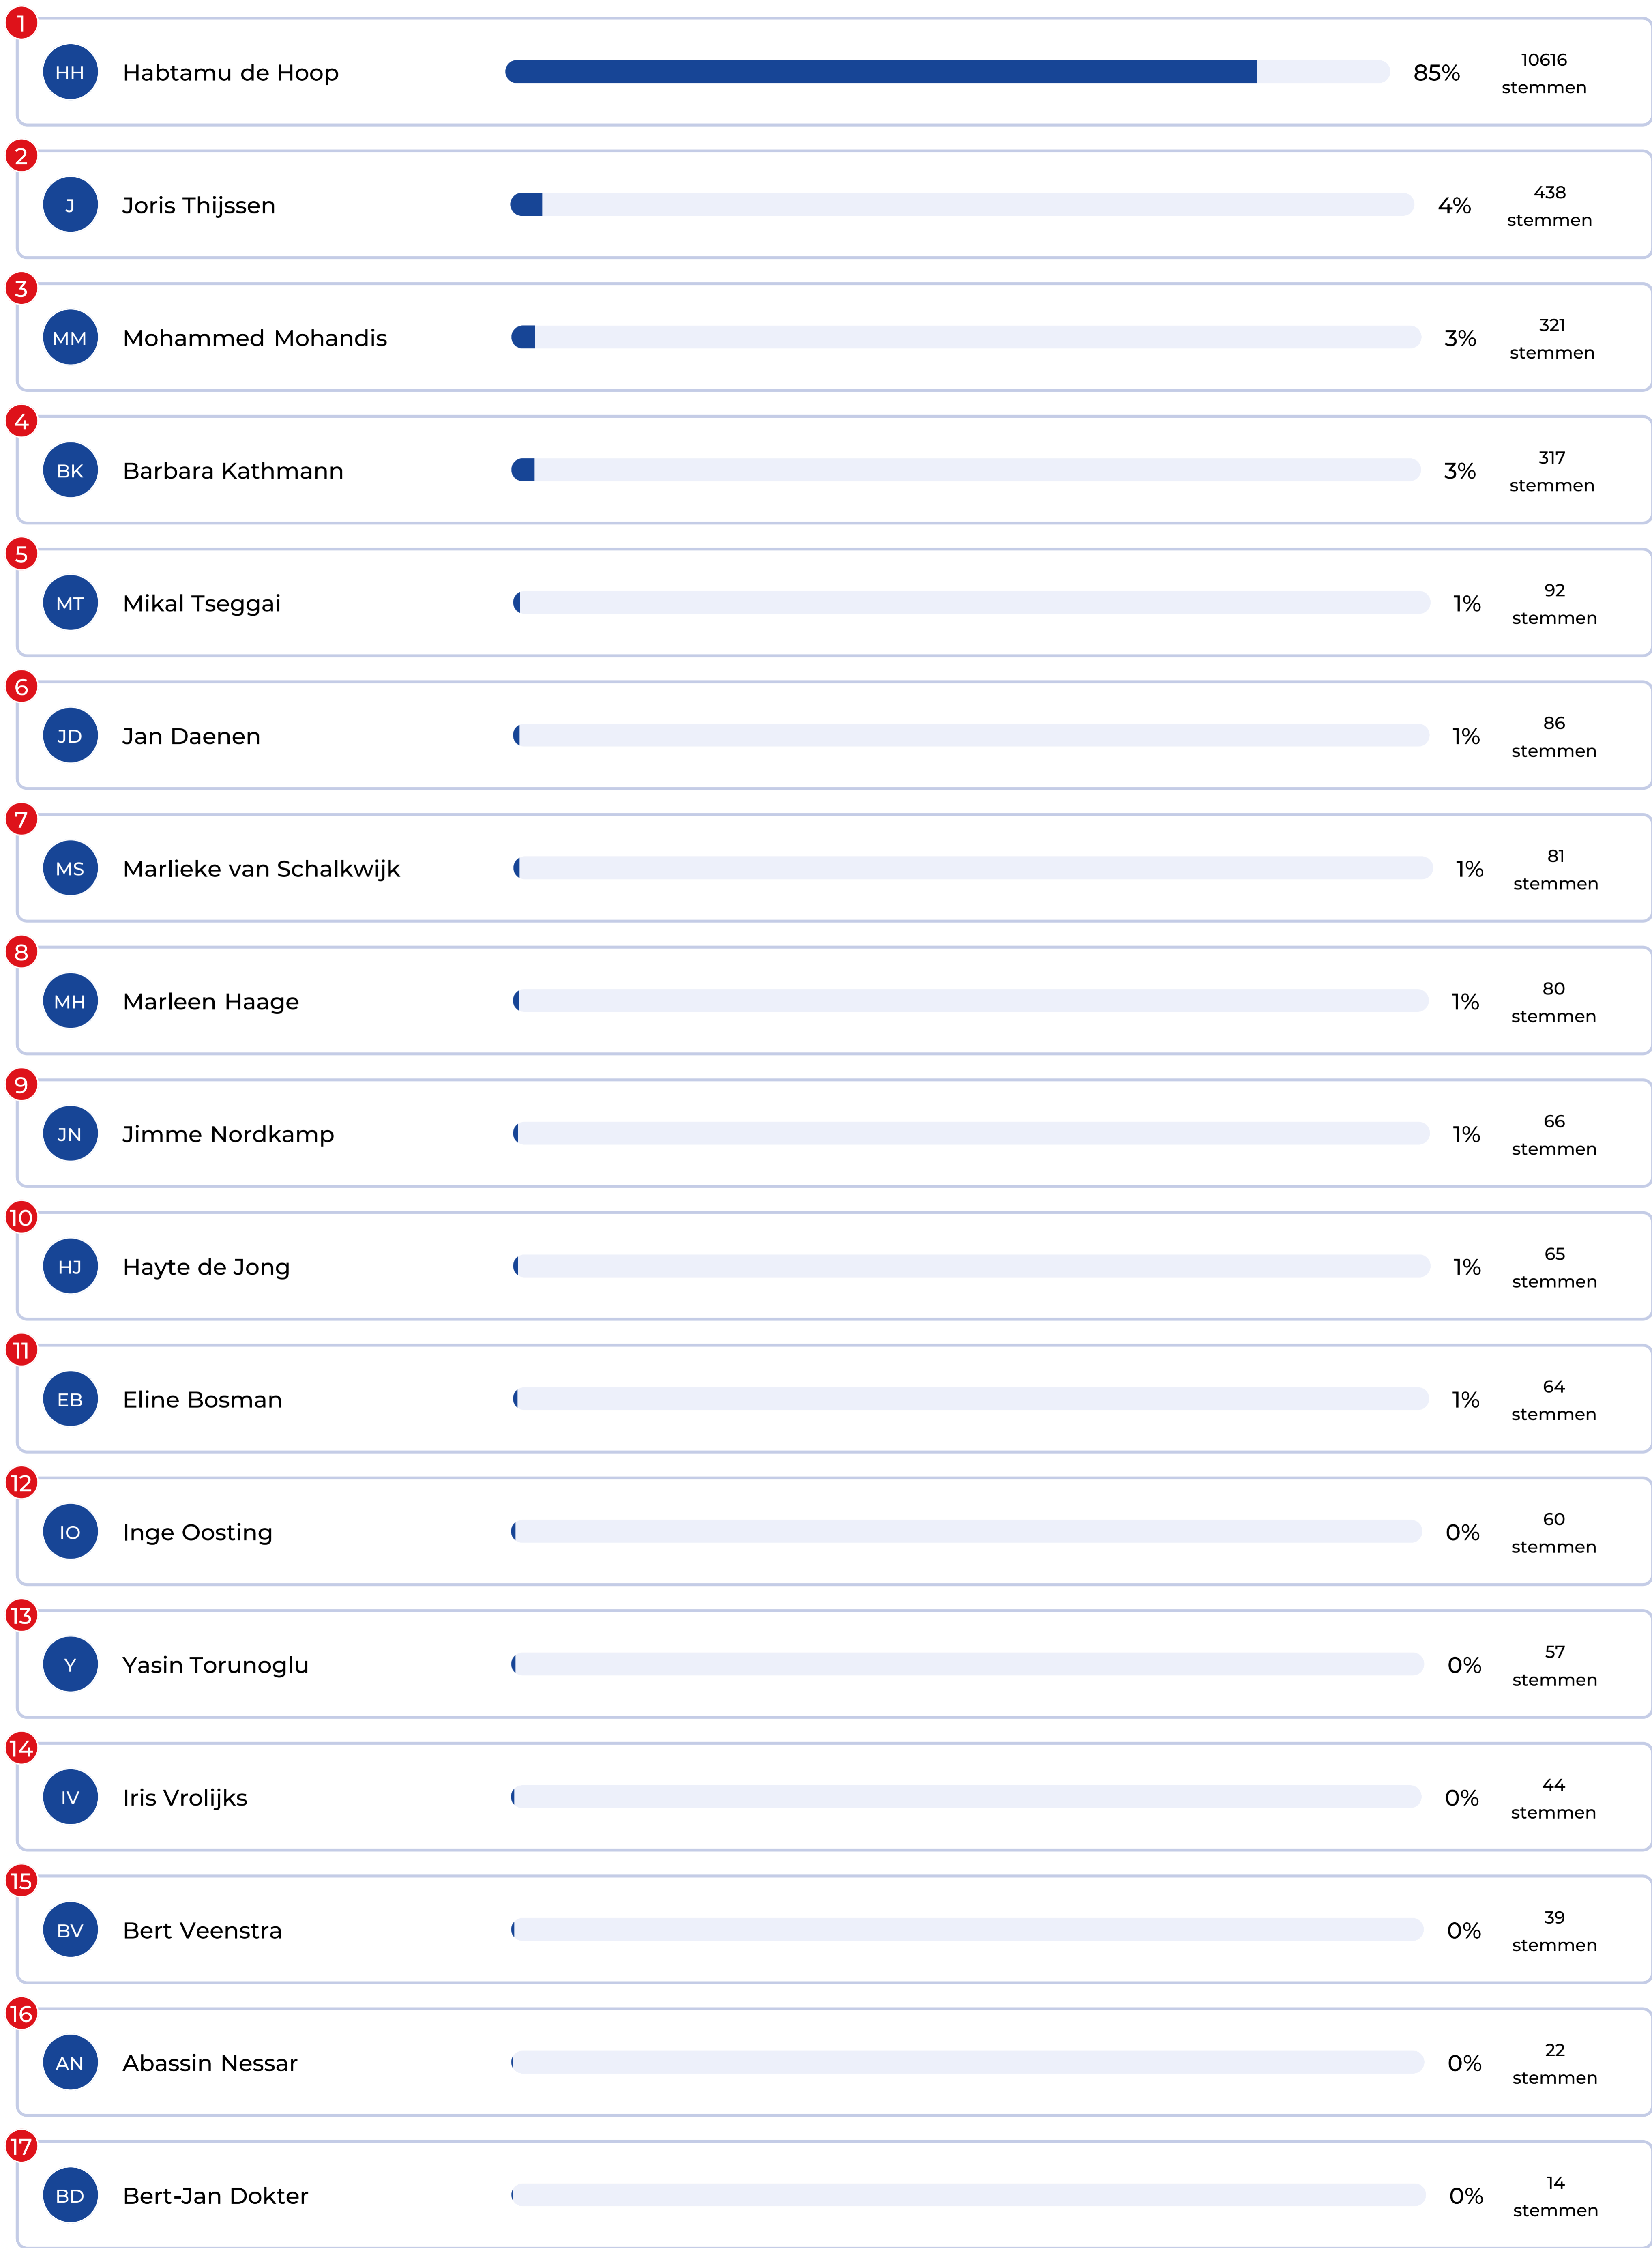 1
HH Habtamu de Hoop 85% 10616
stemmen
2
J Joris Thijssen 4% 438
stemmen
3
MM Mohammed Mohandis 3% 321
stemmen
4
BK Barbara Kathmann 3% 317
stemmen
5
MT Mikal Tseggai 1% 92
stemmen
6
JD Jan Daenen 1% 86
stemmen
7
MS Marlieke van Schalkwijk 1% 81
stemmen
8
MH Marleen Haage 1% 80
stemmen
9
JN Jimme Nordkamp 1% 66
stemmen
10
HJ Hayte de Jong 1% 65
stemmen
11
EB Eline Bosman 1% 64
stemmen
12
IO Inge Oosting 0% 60
stemmen
13
Y Yasin Torunoglu 0% 57
stemmen
14
IV Iris Vrolijks 0% 44
stemmen
15
BV Bert Veenstra 0% 39
stemmen
16
AN Abassin Nessar 0% 22
stemmen
17
BD Bert-Jan Dokter 0% 14
stemmen